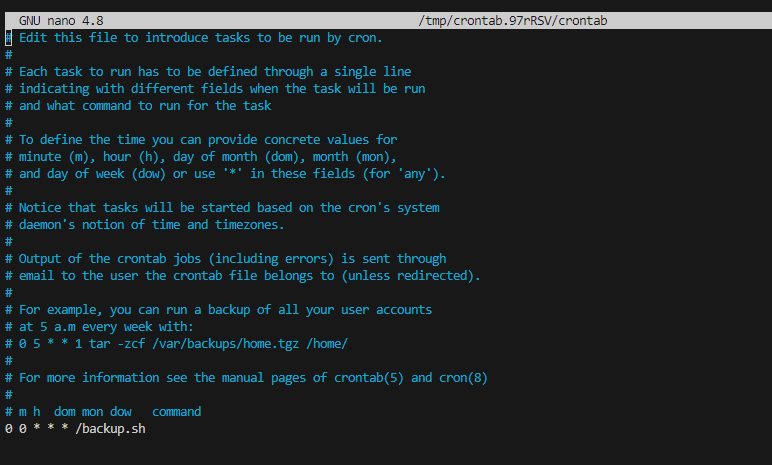 GNU nano 4.8 /tmp/crontab.97rRSV/crontab
# Edit this file to introduce tasks to be run by cron.
#
# Each task to run has to be defined through a single line
# indicating with different fields when the task will be run
# and what command to run for the task
#
# To define the time you can provide concrete values for
# minute (m), hour (h), day of month (dom), month (mon),
# and day of week (dow) or use '*' in these fields (for 'any').
#
# Notice that tasks will be started based on the cron's system
# daemon's notion of time and timezones.
#
# Output of the crontab jobs (including errors) is sent through
# email to the user the crontab file belongs to (unless redirected).
#
# For example, you can run a backup of all your user accounts
# at 5 a.m every week with:
# 0 5 * * 1 tar -zcf /var/backups/home.tgz /home/
#
# For more information see the manual pages of crontab(5) and cron(8)
#
# m h  dom mon dow   command
0 0 * * * /backup.sh